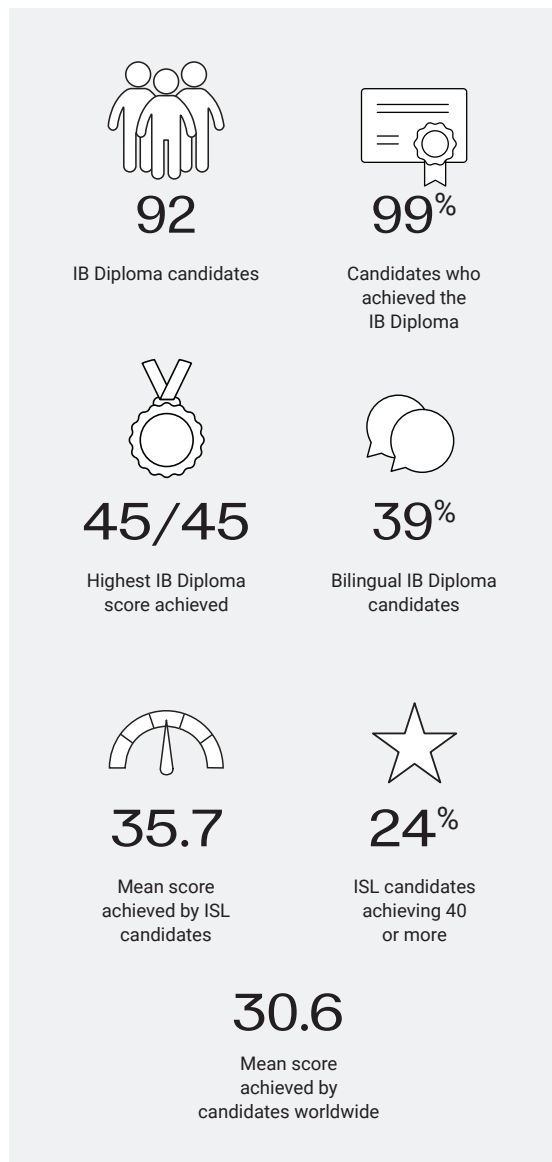 92
IB Diploma candidates
99%
Candidates who
achieved the
IB Diploma
45/45
Highest IB Diploma
score achieved
39%
Bilingual IB Diploma
candidates
35.7
Mean score
achieved by ISL
candidates
24%
ISL candidates
achieving 40
or more
30.6
Mean score
achieved by
candidates worldwide